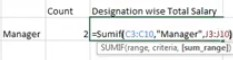 Count Designation wise Total Salary
Manager 2 =Sumif(C3:C10,"Manager",J3:J10)
SUMIF(range, criteria, [sum_range])